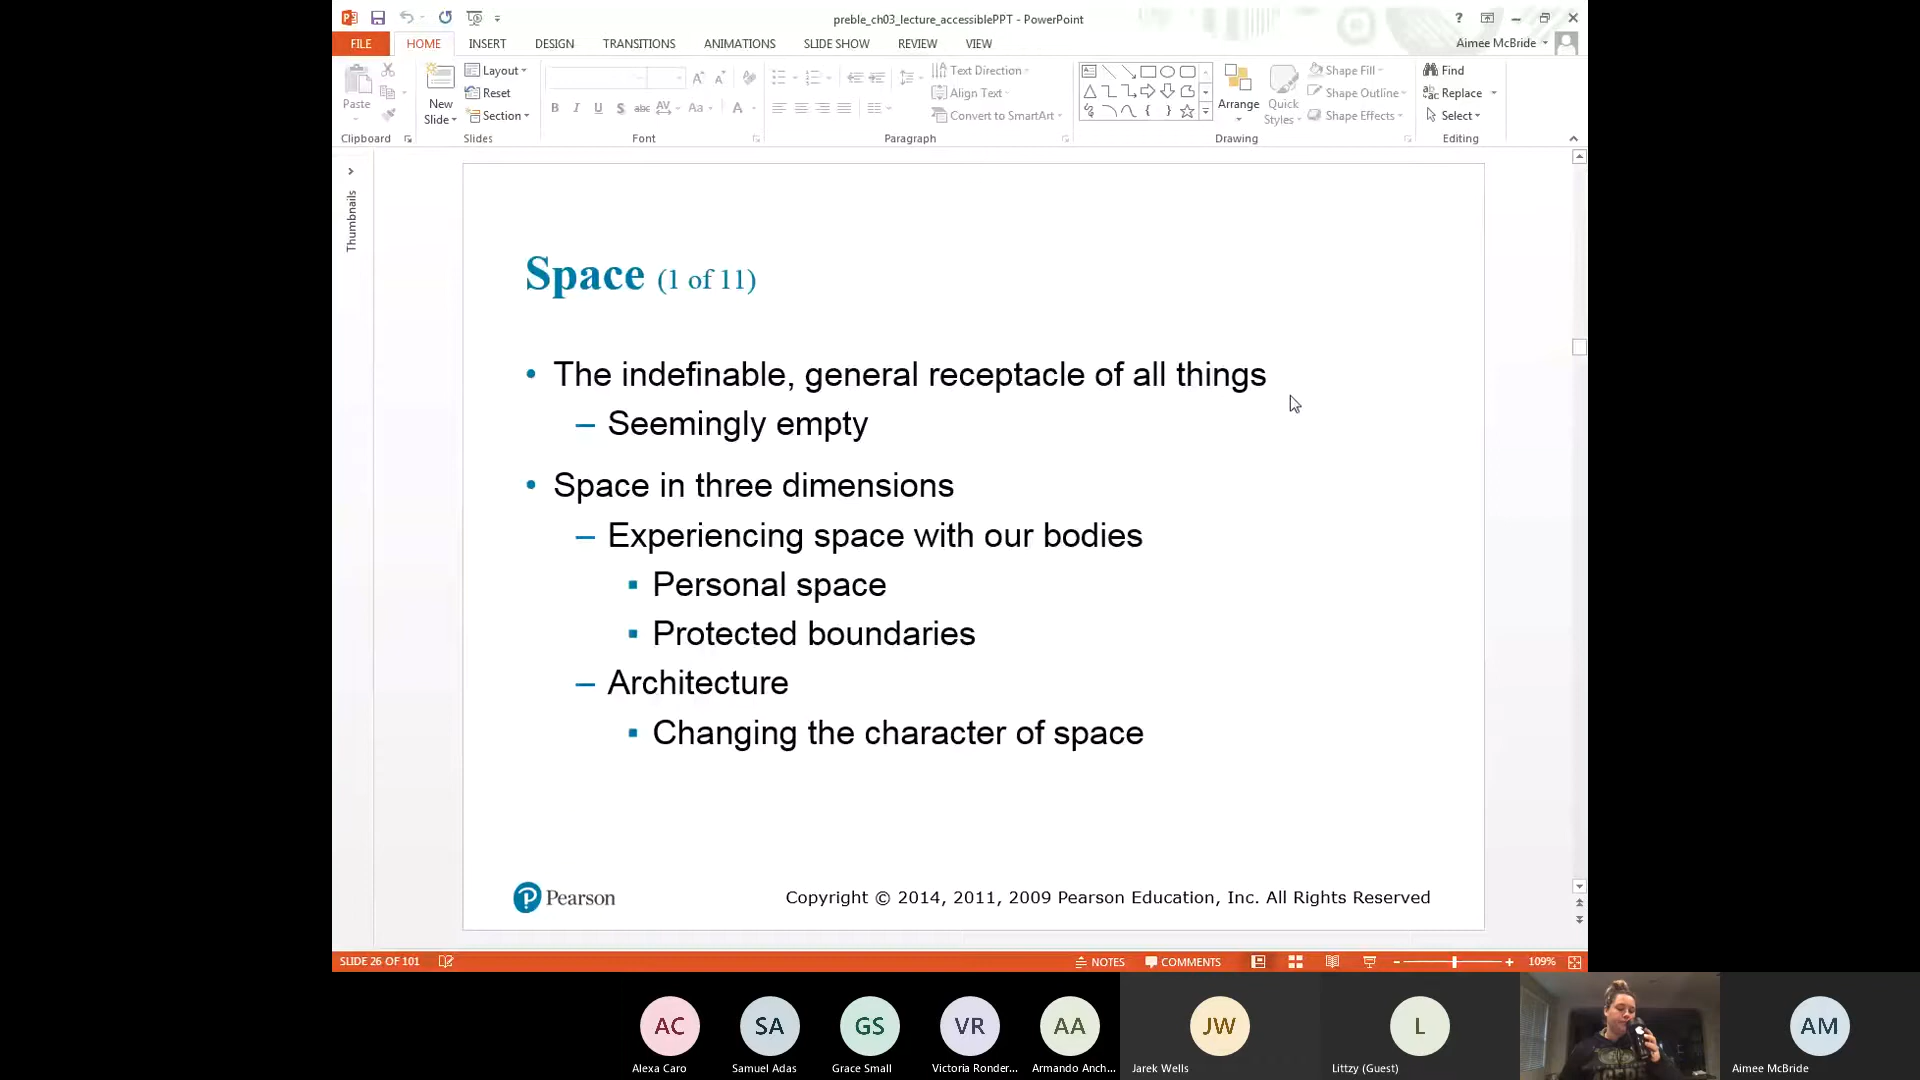 preble_ch03_lecture_accessiblePPT - PowerPoint
FILE HOME INSERT DESIGN TRANSITIONS ANIMATIONS SLIDE SHOW REVIEW VIEW Aimee McBride
Paste
Clipboard
New Slide
Layout
Reset
Section
Slides
B I U S abc AV Aa A
Font
Text Direction
Align Text
Convert to SmartArt
Paragraph
Arrange
Quick Styles
Shape Fill
Shape Outline
Shape Effects
Drawing
Find
Replace
Select
Editing
Thumbnails
Space (1 of 11)
• The indefinable, general receptacle of all things
– Seemingly empty
• Space in three dimensions
– Experiencing space with our bodies
▪ Personal space
▪ Protected boundaries
– Architecture
▪ Changing the character of space
Pearson
Copyright © 2014, 2011, 2009 Pearson Education, Inc. All Rights Reserved
SLIDE 26 OF 101 NOTES COMMENTS 109%
AC SA GS VR AA JW L AM
Alexa Caro Samuel Adas Grace Small Victoria Ronder... Armando Anch... Jarek Wells Littzy (Guest) Aimee McBride